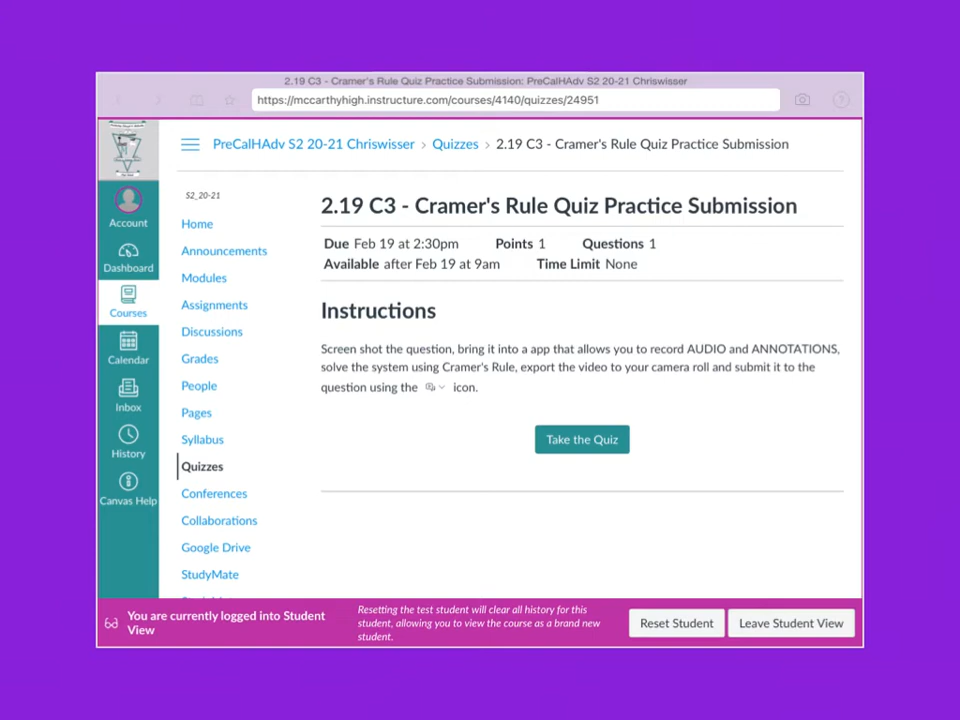 2.19 C3 - Cramer's Rule Quiz Practice Submission: PreCalHAdv S2 20-21 Chriswisser
https://mccarthyhigh.instructure.com/courses/4140/quizzes/24951
PreCalHAdv S2 20-21 Chriswisser › Quizzes › 2.19 C3 - Cramer's Rule Quiz Practice Submission
Account
Dashboard
Courses
Calendar
Inbox
History
Canvas Help
S2_20-21
Home
Announcements
Modules
Assignments
Discussions
Grades
People
Pages
Syllabus
Quizzes
Conferences
Collaborations
Google Drive
StudyMate
2.19 C3 - Cramer's Rule Quiz Practice Submission
Due Feb 19 at 2:30pm Points 1 Questions 1
Available after Feb 19 at 9am Time Limit None
Instructions
Screen shot the question, bring it into a app that allows you to record AUDIO and ANNOTATIONS,
solve the system using Cramer's Rule, export the video to your camera roll and submit it to the
question using the icon.
Take the Quiz
You are currently logged into Student
View
Resetting the test student will clear all history for this
student, allowing you to view the course as a brand new
student.
Reset Student
Leave Student View